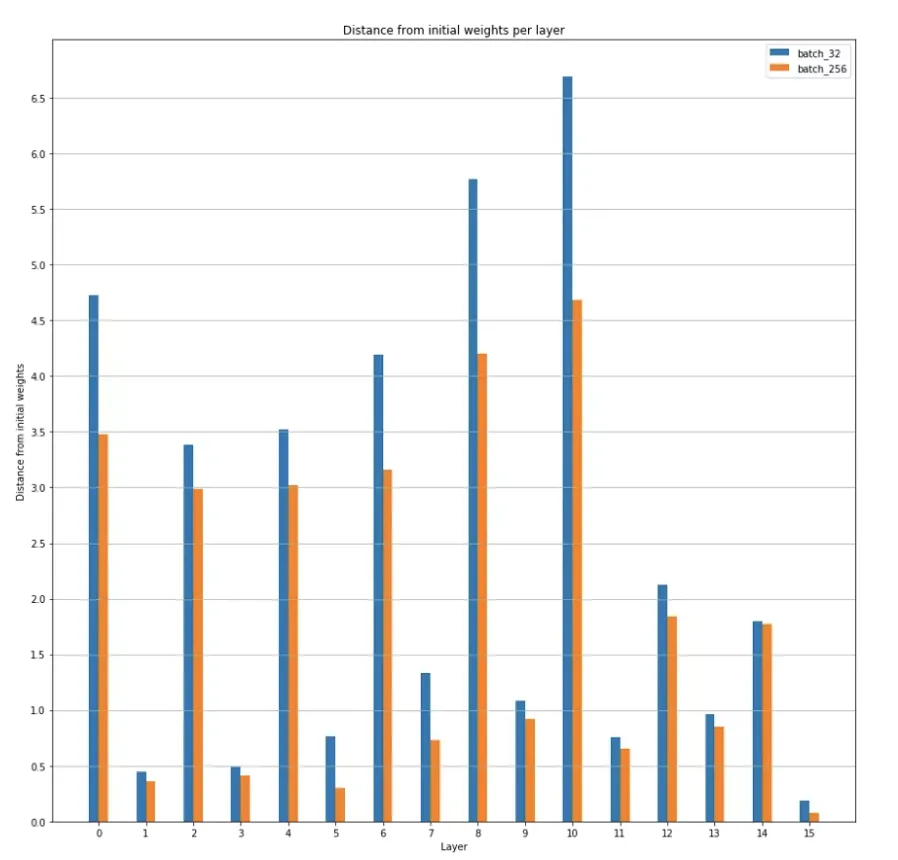 Distance from initial weights per layer
batch_32
batch_256
6.5
6.0
5.5
5.0
4.5
4.0
3.5
3.0
2.5
2.0
1.5
1.0
0.5
0.0
Distance from initial weights
0 1 2 3 4 5 6 7 8 9 10 11 12 13 14 15
Layer